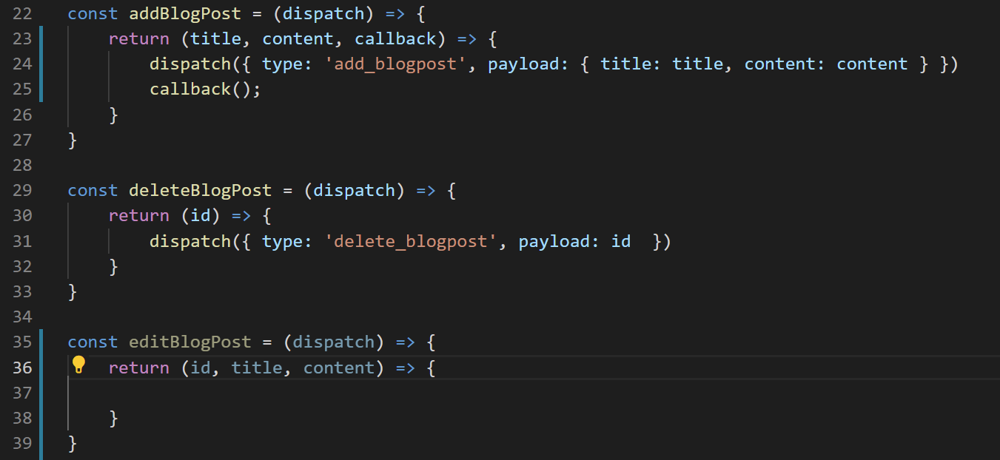 22 const addBlogPost = (dispatch) => {
23     return (title, content, callback) => {
24         dispatch({ type: 'add_blogpost', payload: { title: title, content: content } })
25         callback();
26     }
27 }
28
29 const deleteBlogPost = (dispatch) => {
30     return (id) => {
31         dispatch({ type: 'delete_blogpost', payload: id  })
32     }
33 }
34
35 const editBlogPost = (dispatch) => {
36     return (id, title, content) => {
37
38     }
39 }